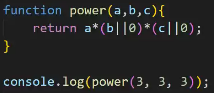 function power(a,b,c){
    return a*(b||0)*(c||0);
}

console.log(power(3, 3, 3));